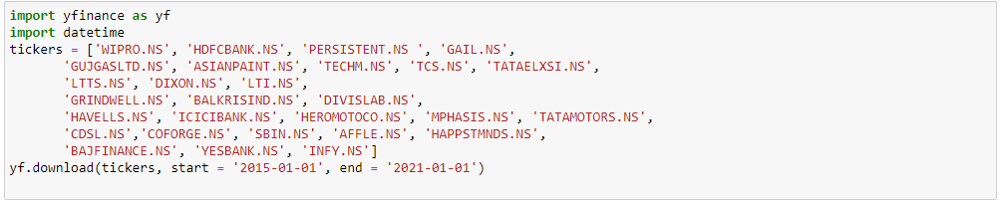 import yfinance as yf
import datetime
tickers = ['WIPRO.NS', 'HDFCBANK.NS', 'PERSISTENT.NS ', 'GAIL.NS',
'GUJGASLTD.NS', 'ASIANPAINT.NS', 'TECHM.NS', 'TCS.NS', 'TATAELXSI.NS',
'LTTS.NS', 'DIXON.NS', 'LTI.NS',
'GRINDWELL.NS', 'BALKRISIND.NS', 'DIVISLAB.NS',
'HAVELLS.NS', 'ICICIBANK.NS', 'HEROMOTOCO.NS', 'MPHASIS.NS', 'TATAMOTORS.NS',
'CDSL.NS','COFORGE.NS', 'SBIN.NS', 'AFFLE.NS', 'HAPPSTMNDS.NS',
'BAJFINANCE.NS', 'YESBANK.NS', 'INFY.NS']
yf.download(tickers, start = '2015-01-01', end = '2021-01-01')